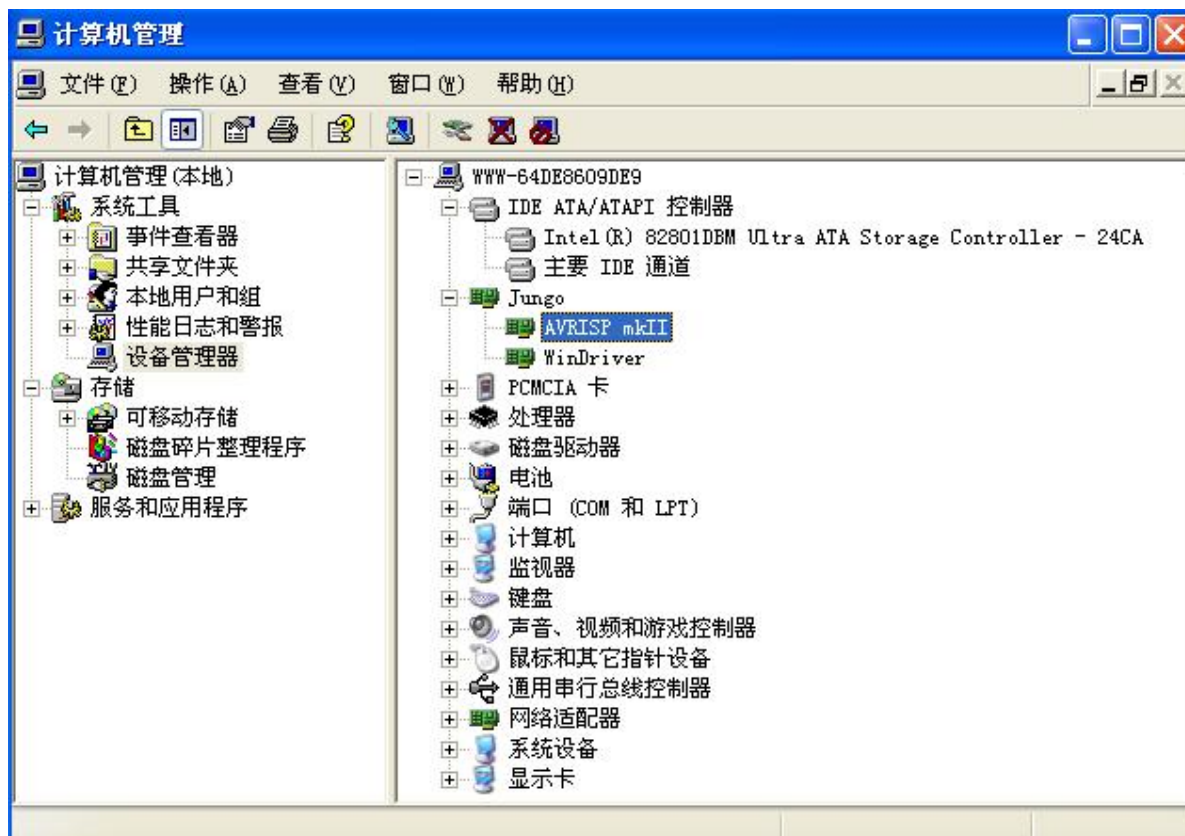 计算机管理
文件(F) 操作(A) 查看(V) 窗口(W) 帮助(H)
计算机管理(本地)
系统工具
事件查看器
共享文件夹
本地用户和组
性能日志和警报
设备管理器
存储
可移动存储
磁盘碎片整理程序
磁盘管理
服务和应用程序
WWW-64DE8609DE9
IDE ATA/ATAPI 控制器
Intel(R) 82801DBM Ultra ATA Storage Controller - 24CA
主要 IDE 通道
Jungo
AVRISP mkII
WinDriver
PCMCIA 卡
处理器
磁盘驱动器
电池
端口 (COM 和 LPT)
计算机
监视器
键盘
声音、视频和游戏控制器
鼠标和其它指针设备
通用串行总线控制器
网络适配器
系统设备
显示卡